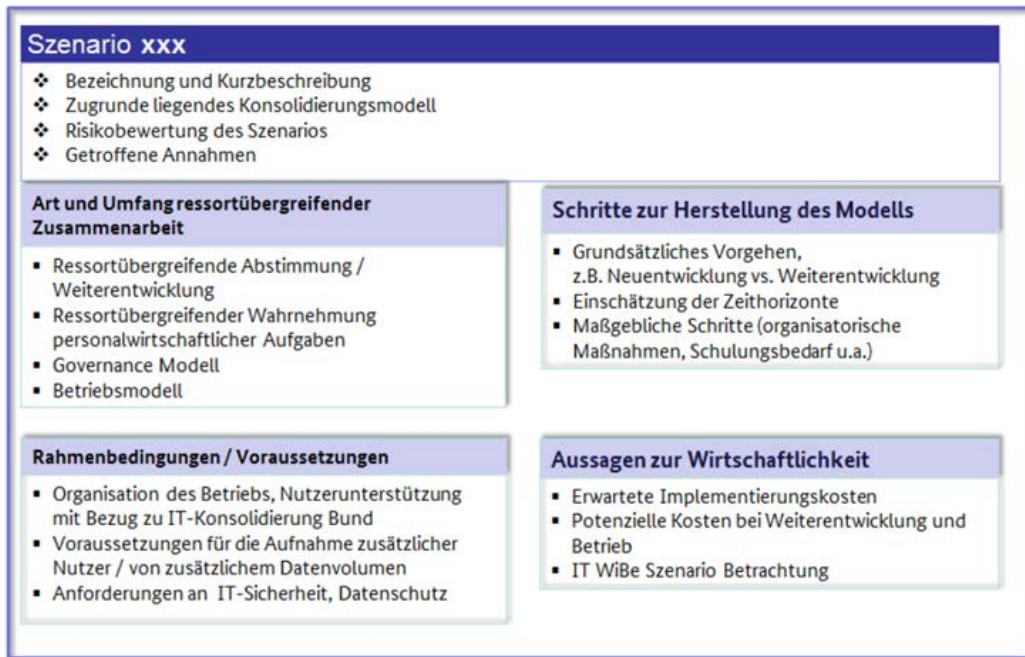 Szenario xxx
❖ Bezeichnung und Kurzbeschreibung
❖ Zugrunde liegendes Konsolidierungsmodell
❖ Risikobewertung des Szenarios
❖ Getroffene Annahmen
Art und Umfang ressortübergreifender
Zusammenarbeit
▪ Ressortübergreifende Abstimmung /
Weiterentwicklung
▪ Ressortübergreifender Wahrnehmung
personalwirtschaftlicher Aufgaben
▪ Governance Modell
▪ Betriebsmodell
Schritte zur Herstellung des Modells
▪ Grundsätzliches Vorgehen,
z.B. Neuentwicklung vs. Weiterentwicklung
▪ Einschätzung der Zeithorizonte
▪ Maßgebliche Schritte (organisatorische
Maßnahmen, Schulungsbedarf u.a.)
Rahmenbedingungen / Voraussetzungen
▪ Organisation des Betriebs, Nutzerunterstützung
mit Bezug zu IT-Konsolidierung Bund
▪ Voraussetzungen für die Aufnahme zusätzlicher
Nutzer / von zusätzlichem Datenvolumen
▪ Anforderungen an IT-Sicherheit, Datenschutz
Aussagen zur Wirtschaftlichkeit
▪ Erwartete Implementierungskosten
▪ Potenzielle Kosten bei Weiterentwicklung und
Betrieb
▪ IT WiBe Szenario Betrachtung